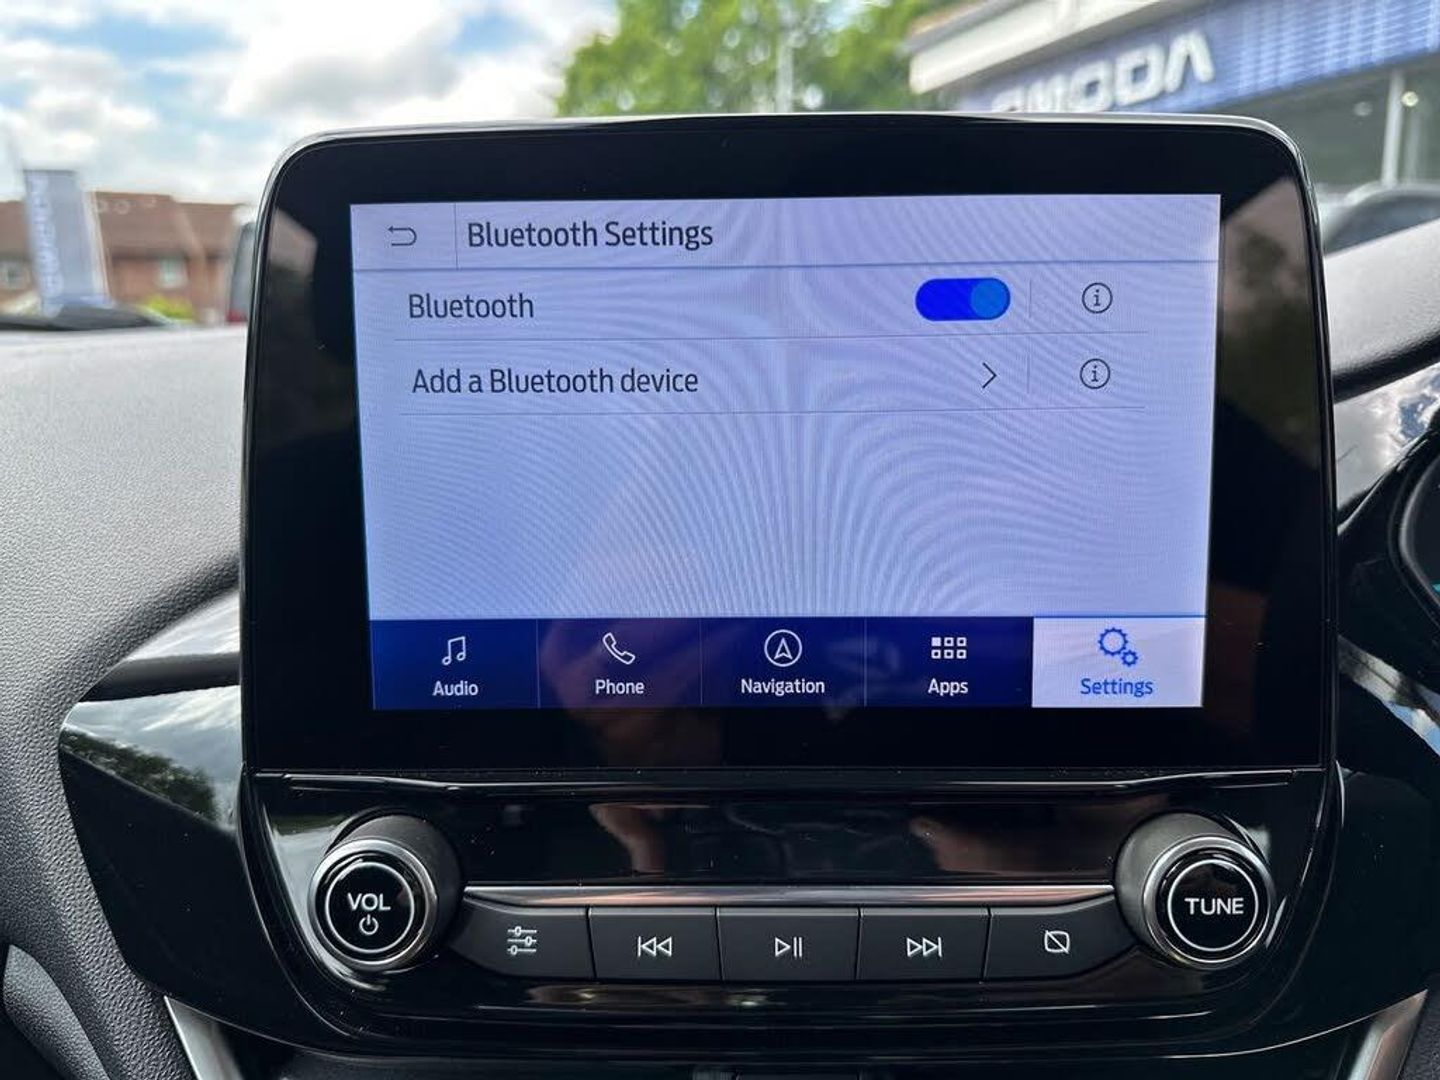 Bluetooth Settings
Bluetooth
Add a Bluetooth device
Audio
Phone
Navigation
Apps
Settings
VOL
TUNE